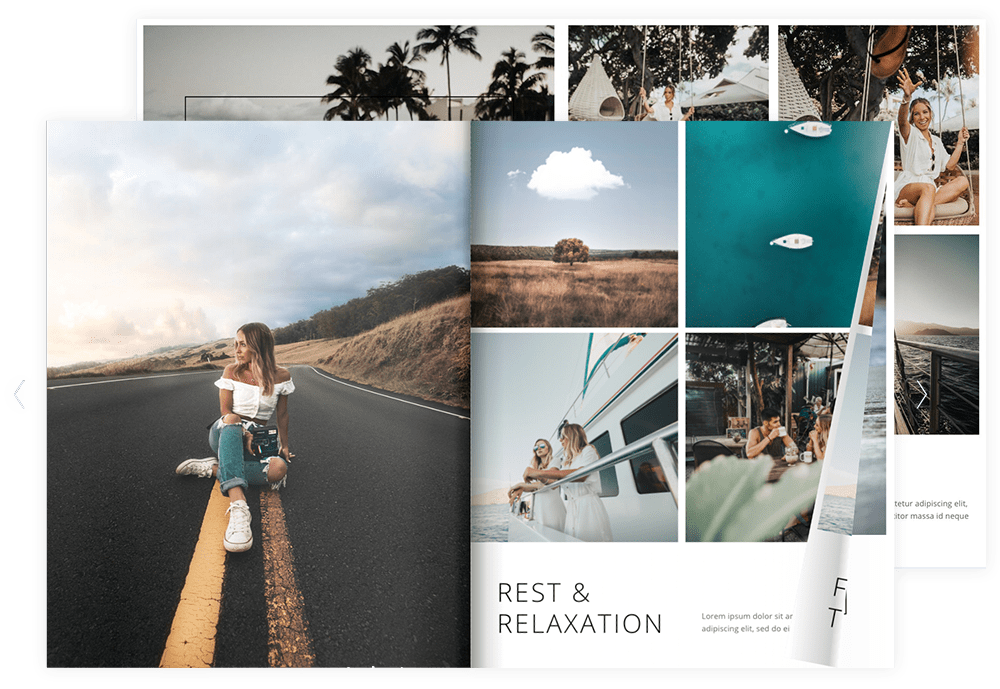 REST &
RELAXATION
Lorem ipsum dolor sit ar
adipiscing elit, sed do ei
F
T
tetur adipiscing elit,
titor massa id neque